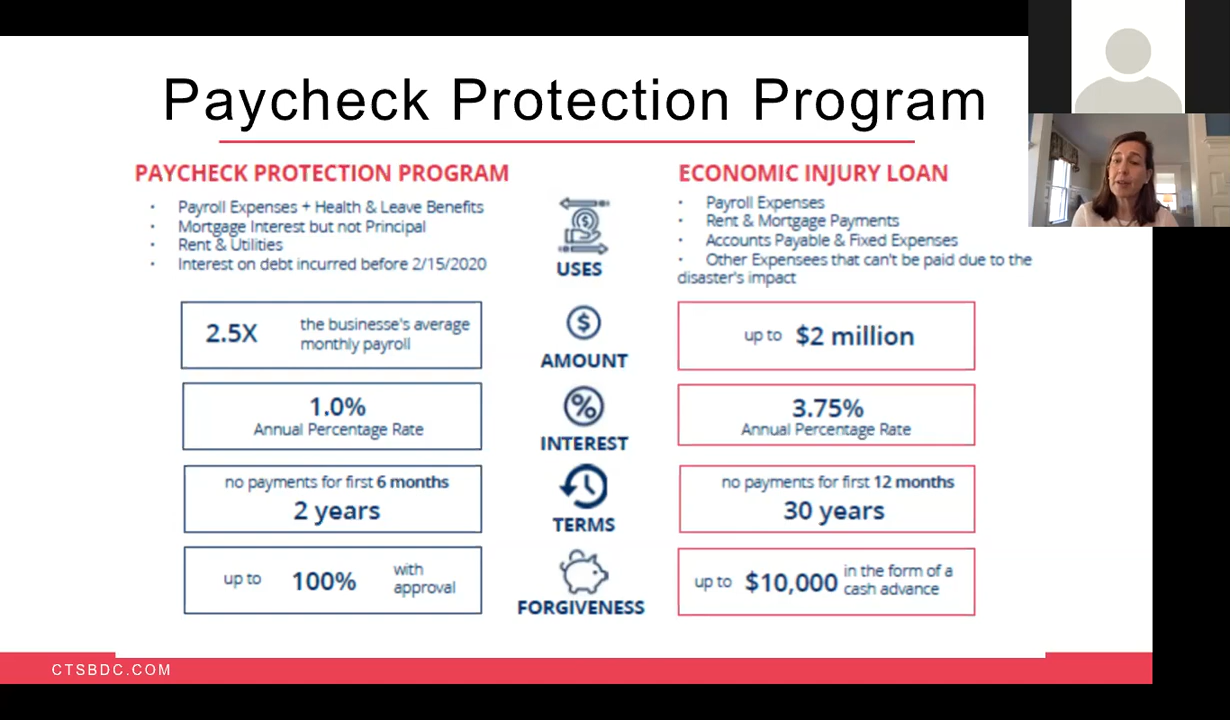 Paycheck Protection Program
PAYCHECK PROTECTION PROGRAM
• Payroll Expenses + Health & Leave Benefits
• Mortgage Interest but not Principal
• Rent & Utilities
• Interest on debt incurred before 2/15/2020
USES
ECONOMIC INJURY LOAN
• Payroll Expenses
• Rent & Mortgage Payments
• Accounts Payable & Fixed Expenses
• Other Expensees that can't be paid due to the
disaster's impact
2.5X the businesse's average
monthly payroll
AMOUNT
up to $2 million
1.0%
Annual Percentage Rate
INTEREST
3.75%
Annual Percentage Rate
no payments for first 6 months
2 years
TERMS
no payments for first 12 months
30 years
up to 100% with
approval
FORGIVENESS
up to $10,000 in the form of a
cash advance
CTSBDC.COM